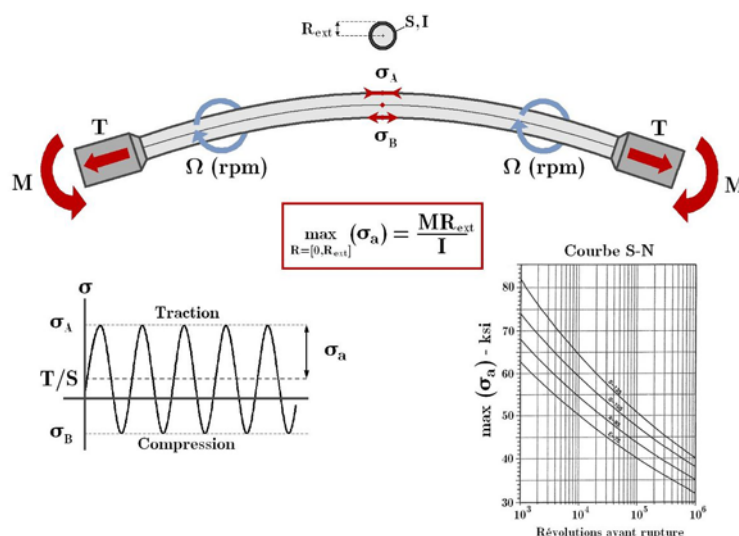 R_ext
S, I
σ_A
σ_B
T
T
M
M
Ω (rpm)
Ω (rpm)
max (σ_a) = MR_ext / I
R=[0,R_ext]
σ
σ_A
Traction
σ_a
T/S
σ_B
Compression
Courbe S-N
max (σ_a) - ksi
80
70
60
50
40
30
10^3
10^4
10^5
10^6
Révolutions avant rupture